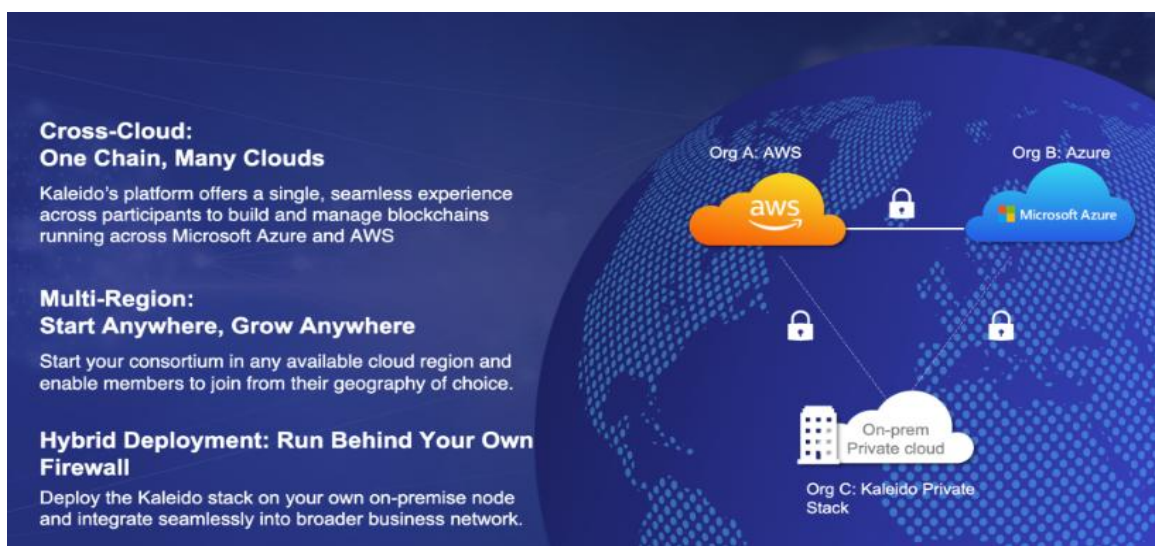 Cross-Cloud:
One Chain, Many Clouds
Kaleido's platform offers a single, seamless experience
across participants to build and manage blockchains
running across Microsoft Azure and AWS
Multi-Region:
Start Anywhere, Grow Anywhere
Start your consortium in any available cloud region and
enable members to join from their geography of choice.
Hybrid Deployment: Run Behind Your Own
Firewall
Deploy the Kaleido stack on your own on-premise node
and integrate seamlessly into broader business network.
Org A: AWS
aws
Org B: Azure
Microsoft Azure
On-prem
Private cloud
Org C: Kaleido Private
Stack